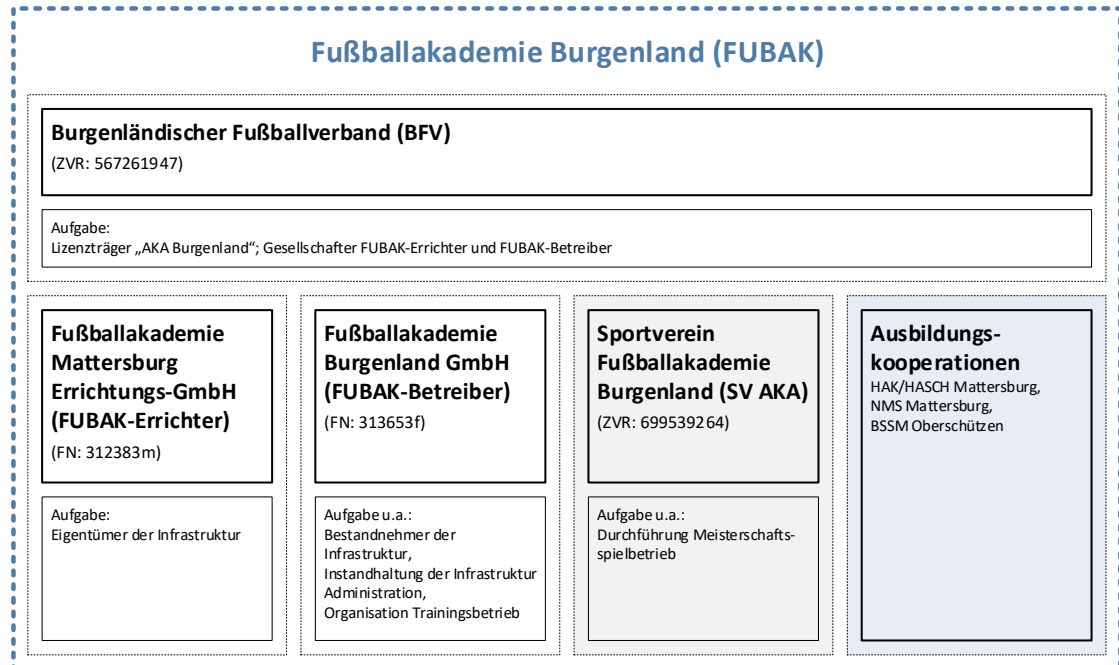 Fußballakademie Burgenland (FUBAK)
Burgenländischer Fußballverband (BFV)
(ZVR: 567261947)
Aufgabe:
Lizenzträger „AKA Burgenland“; Gesellschafter FUBAK-Errichter und FUBAK-Betreiber
Fußballakademie
Mattersburg
Errichtungs-GmbH
(FUBAK-Errichter)
(FN: 312383m)
Aufgabe:
Eigentümer der Infrastruktur
Fußballakademie
Burgenland GmbH
(FUBAK-Betreiber)
(FN: 313653f)
Aufgabe u.a.:
Bestandnehmer der
Infrastruktur,
Instandhaltung der Infrastruktur
Administration,
Organisation Trainingsbetrieb
Sportverein
Fußballakademie
Burgenland (SV AKA)
(ZVR: 699539264)
Aufgabe u.a.:
Durchführung Meisterschafts-
spielbetrieb
Ausbildungs-
kooperationen
HAK/HASCH Mattersburg,
NMS Mattersburg,
BSSM Oberschützen